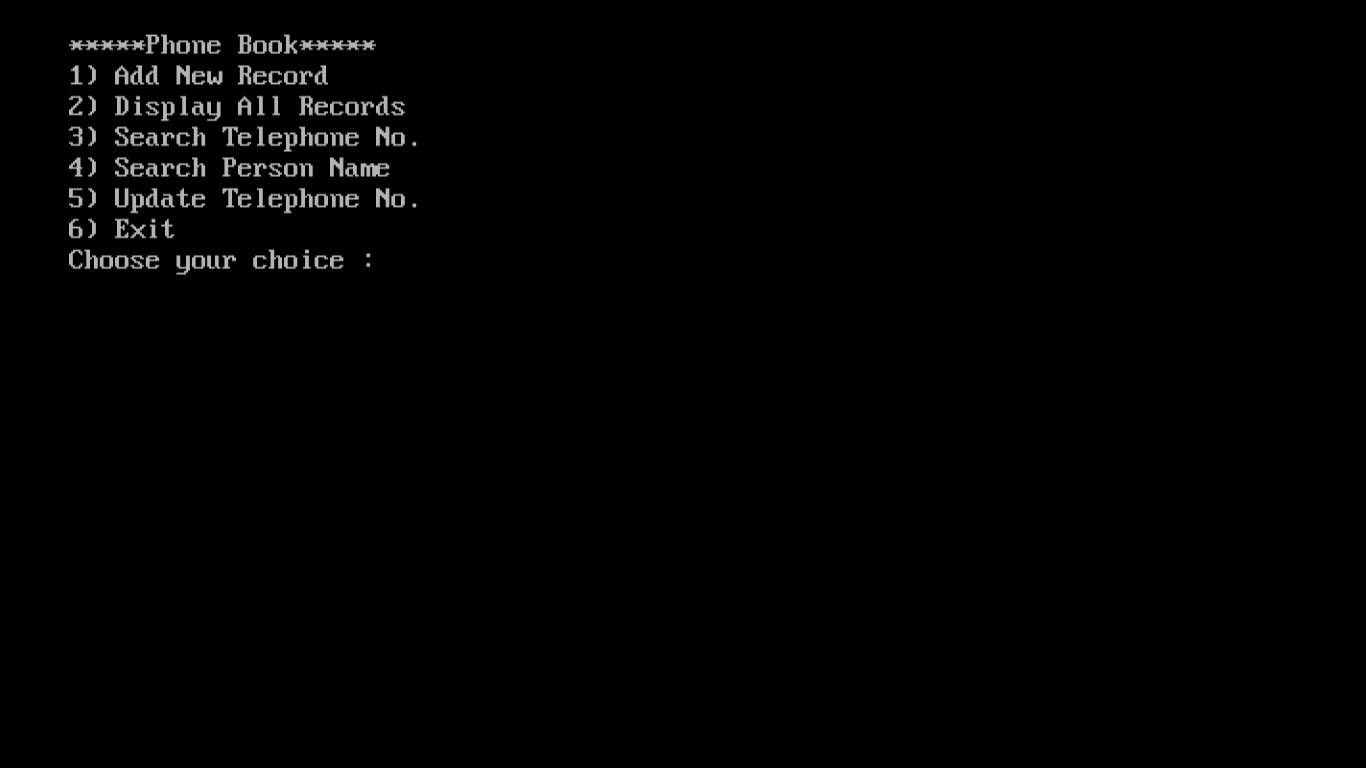 *****Phone Book*****
1) Add New Record
2) Display All Records
3) Search Telephone No.
4) Search Person Name
5) Update Telephone No.
6) Exit
Choose your choice :